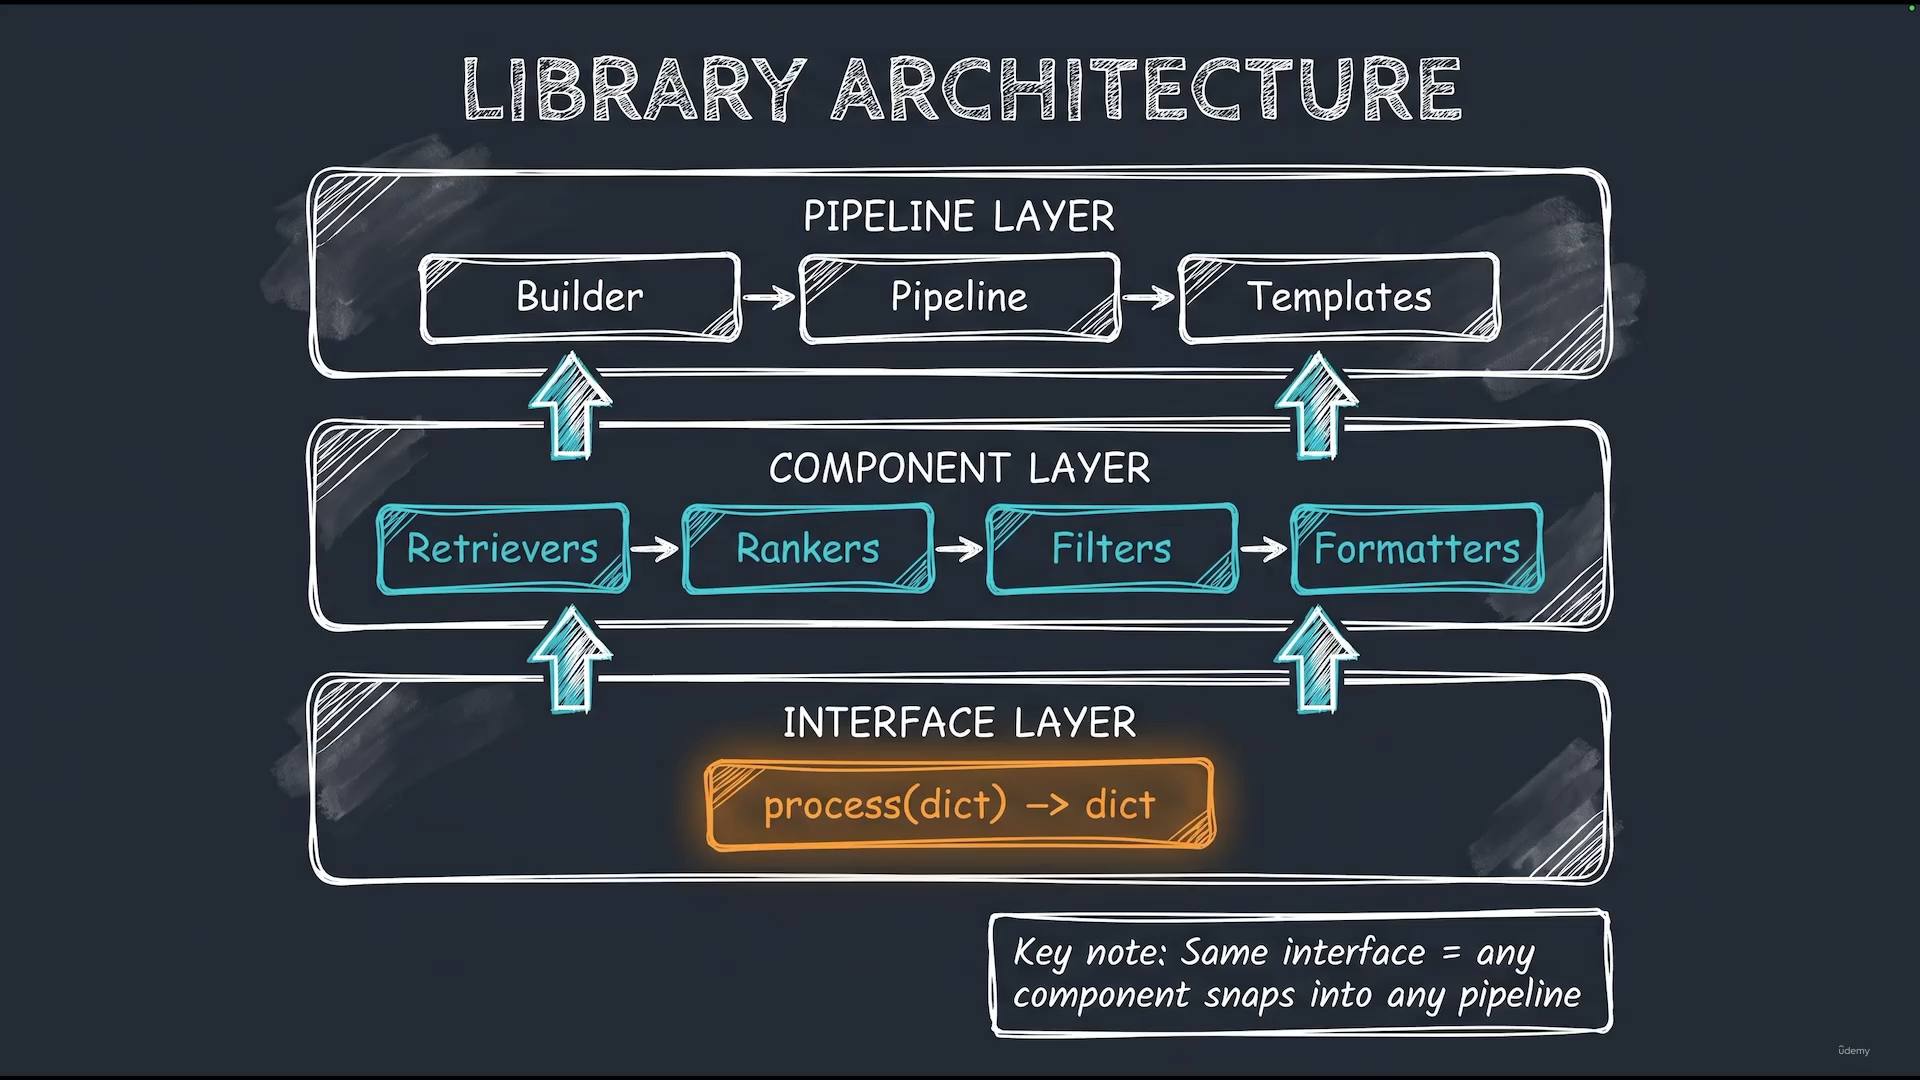 LIBRARY ARCHITECTURE
PIPELINE LAYER
Builder
Pipeline
Templates
COMPONENT LAYER
Retrievers
Rankers
Filters
Formatters
INTERFACE LAYER
process(dict) –> dict
Key note: Same interface = any
component snaps into any pipeline
udemy